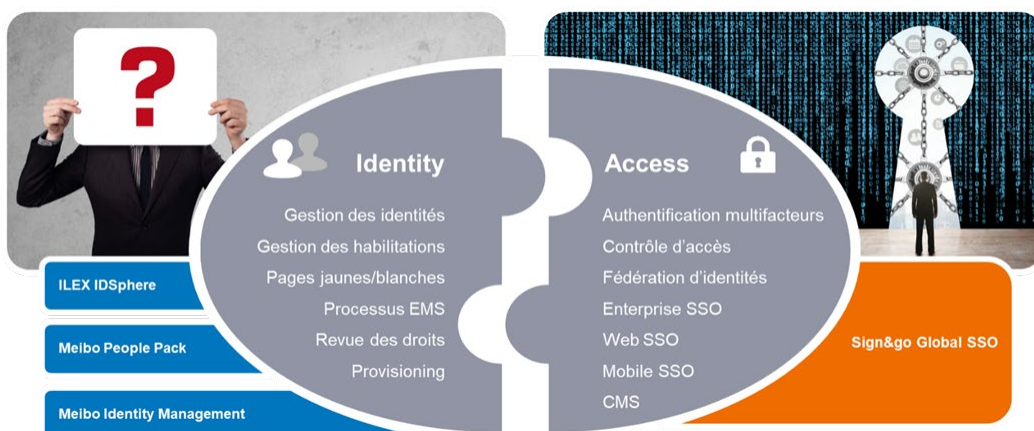 ?
Identity
Gestion des identités
Gestion des habilitations
Pages jaunes/blanches
Processus EMS
Revue des droits
Provisioning
Access
Authentification multifacteurs
Contrôle d'accès
Fédération d'identités
Enterprise SSO
Web SSO
Mobile SSO
CMS
ILEX IDSphere
Meibo People Pack
Meibo Identity Management
Sign&go Global SSO